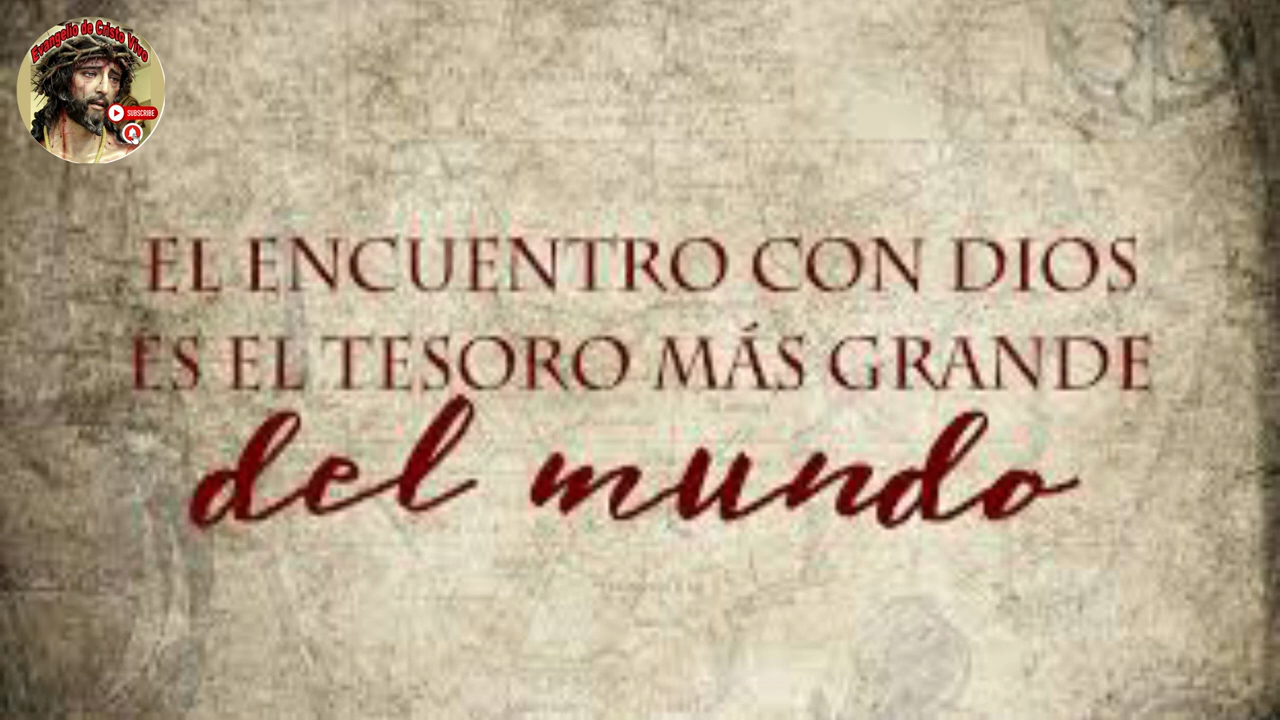 Evangelio de Cristo Vivo
SUBSCRIBE
EL ENCUENTRO CON DIOS
ES EL TESORO MÁS GRANDE
del mundo